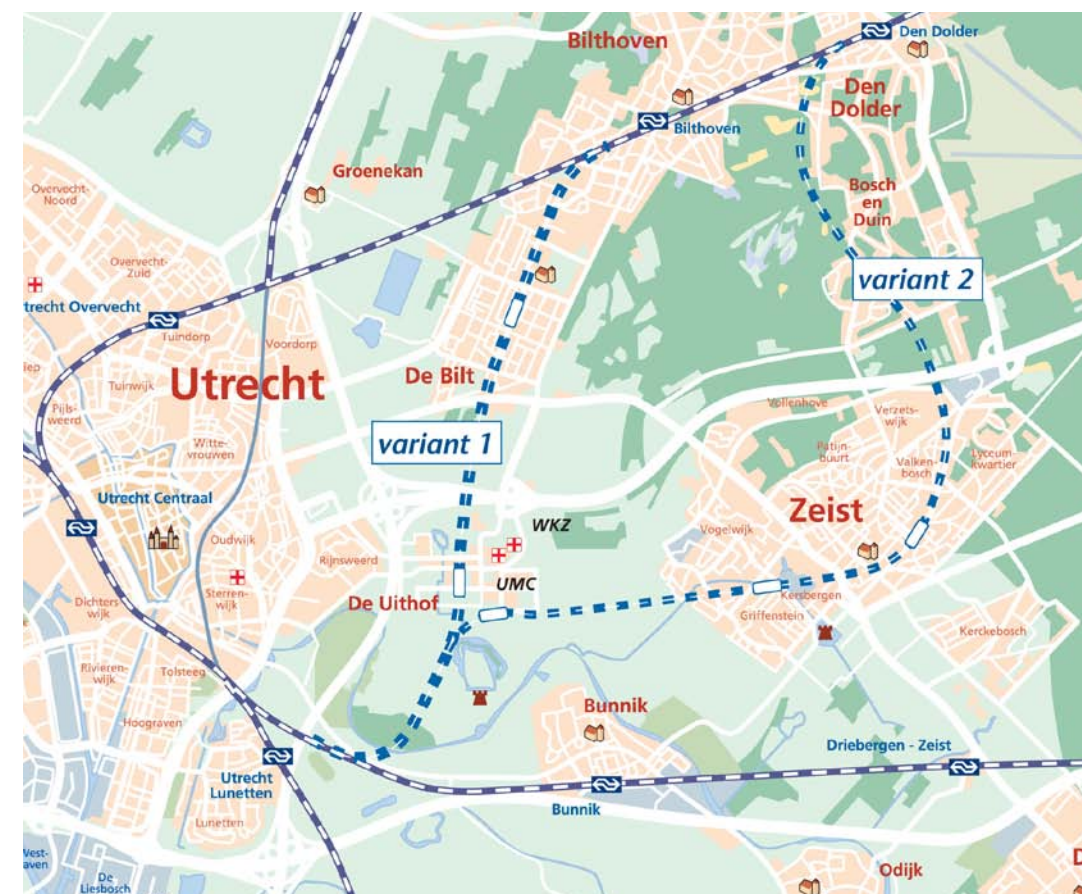 Bilthoven
Den Dolder
Den
Dolder
Bilthoven
Groenekan
Overvecht-
Noord
Bosch
en
Duin
Overvecht-
Zuid
variant 2
trecht Overvecht
Tuindorp
Voordorp
Utrecht
De Bilt
Tuinwijk
Pijls-
weerd
Vollenhove
Verzets-
wijk
variant 1
Witte-
vrouwen
Patijn-
buurt
Valken-
bosch
Lyceum-
kwartier
Utrecht Centraal
Zeist
WKZ
Vogelwijk
Oudwijk
Rijnsweerd
UMC
Sterren-
wijk
De Uithof
Kersbergen
Griffenstein
Dichters
wijk
Kerckebosch
Rivieren-
wijk
Tolsteeg
Bunnik
Hoograven
Driebergen - Zeist
Utrecht
Lunetten
Bunnik
Lunetten
West-
aven
De
Liesbosch
Odijk
D